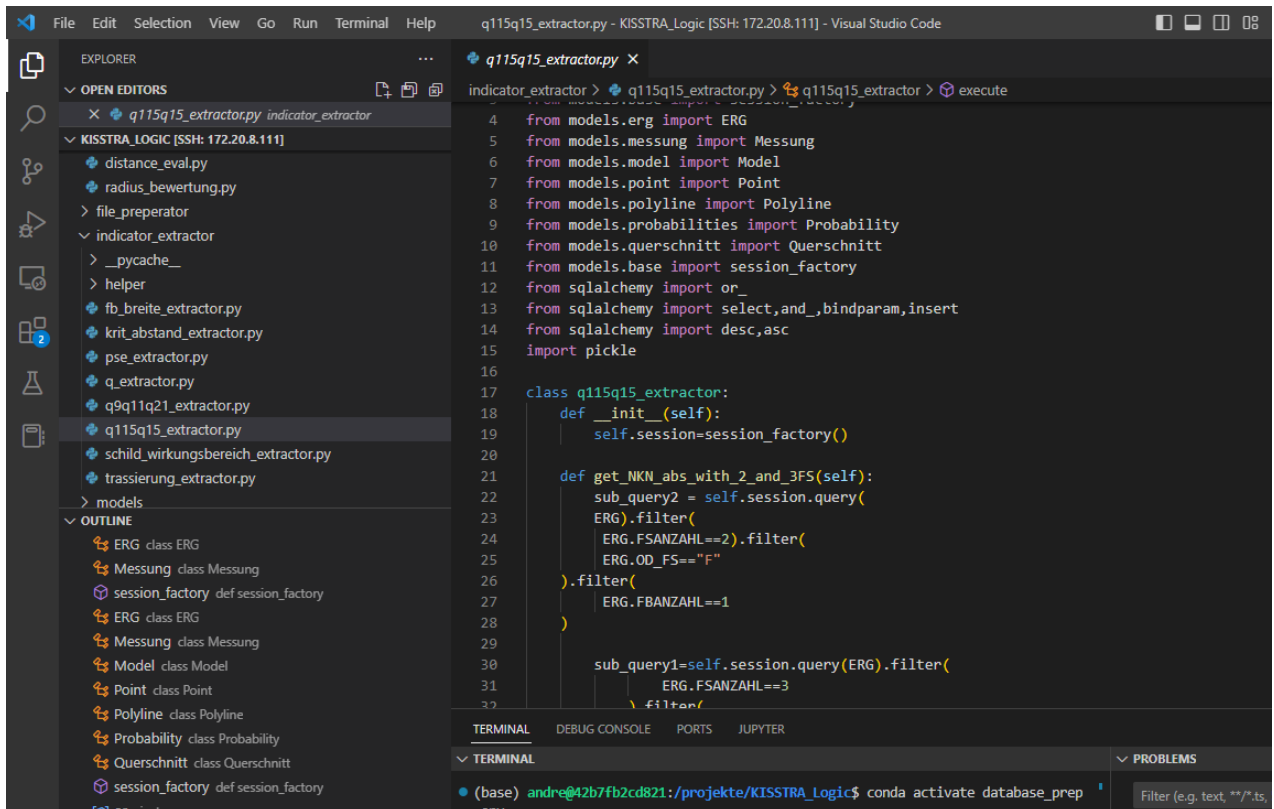 File Edit Selection View Go Run Terminal Help q115q15_extractor.py - KISSTRA_Logic [SSH: 172.20.8.111] - Visual Studio Code
EXPLORER ...
OPEN EDITORS
q115q15_extractor.py indicator_extractor
KISSTRA_LOGIC [SSH: 172.20.8.111]
distance_eval.py
radius_bewertung.py
file_preperator
indicator_extractor
__pycache__
helper
fb_breite_extractor.py
krit_abstand_extractor.py
pse_extractor.py
q_extractor.py
q9q11q21_extractor.py
q115q15_extractor.py
schild_wirkungsbereich_extractor.py
trassierung_extractor.py
models
2
OUTLINE
ERG class ERG
Messung class Messung
session_factory def session_factory
ERG class ERG
Messung class Messung
Model class Model
Point class Point
Polyline class Polyline
Probability class Probability
Querschnitt class Querschnitt
session_factory def session_factory
q115q15_extractor.py
indicator_extractor > q115q15_extractor.py > q115q15_extractor > execute
3 from models.base import session_factory
4 from models.erg import ERG
5 from models.messung import Messung
6 from models.model import Model
7 from models.point import Point
8 from models.polyline import Polyline
9 from models.probabilities import Probability
10 from models.querschnitt import Querschnitt
11 from models.base import session_factory
12 from sqlalchemy import or_
13 from sqlalchemy import select,and_,bindparam,insert
14 from sqlalchemy import desc,asc
15 import pickle
16
17 class q115q15_extractor:
18 def __init__(self):
19 self.session=session_factory()
20
21 def get_NKN_abs_with_2_and_3FS(self):
22 sub_query2 = self.session.query(
23 ERG).filter(
24 ERG.FSANZAHL==2).filter(
25 ERG.OD_FS=="F"
26 ).filter(
27 ERG.FBANZAHL==1
28 )
29
30 sub_query1=self.session.query(ERG).filter(
31 ERG.FSANZAHL==3
32 ).filter(
TERMINAL DEBUG CONSOLE PORTS JUPYTER
TERMINAL
(base) andre@42b7fb2cd821:/projekte/KISSTRA_Logic$ conda activate database_prep
PROBLEMS
Filter (e.g. text, **/*.ts,